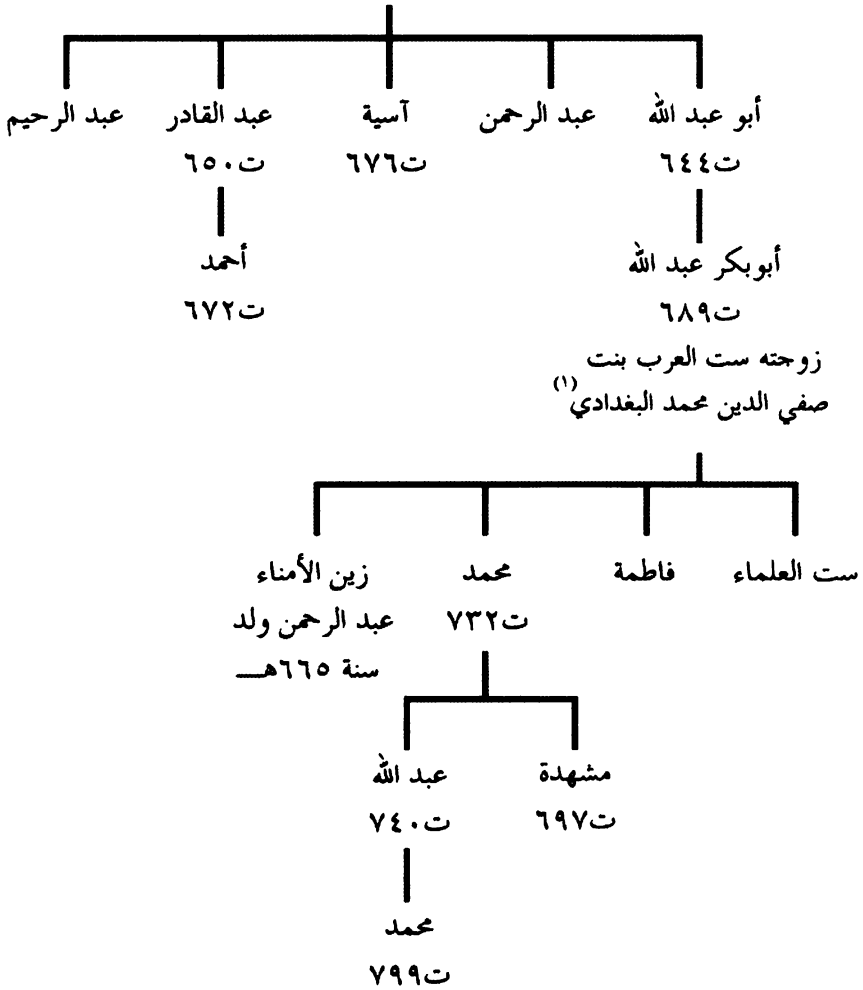 أبو عبد الله
ت٦٤٤
عبد الرحمن
آسية
ت٦٧٦
عبد القادر
ت٦٥٠
عبد الرحيم
أبوبكر عبد الله
ت٦٨٩
زوجته ست العرب بنت
صفي الدين محمد البغدادي(١)
أحمد
ت٦٧٢
ست العلماء
فاطمة
محمد
ت٧٣٢
زين الأمناء
عبد الرحمن ولد
سنة ٦٦٥هـــ
مشهدة
ت٦٩٧
عبد الله
ت٧٤٠
محمد
ت٧٩٩